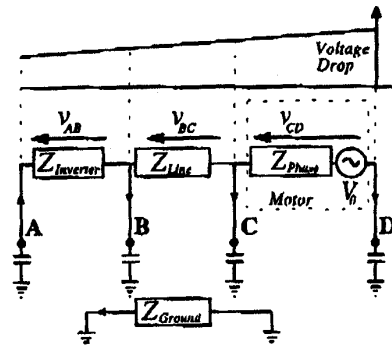 Voltage
Drop
V_AB
V_BC
V_CD
Z_Inverter
Z_Line
Z_Phase
Motor
V_0
A
B
C
D
Z_Ground